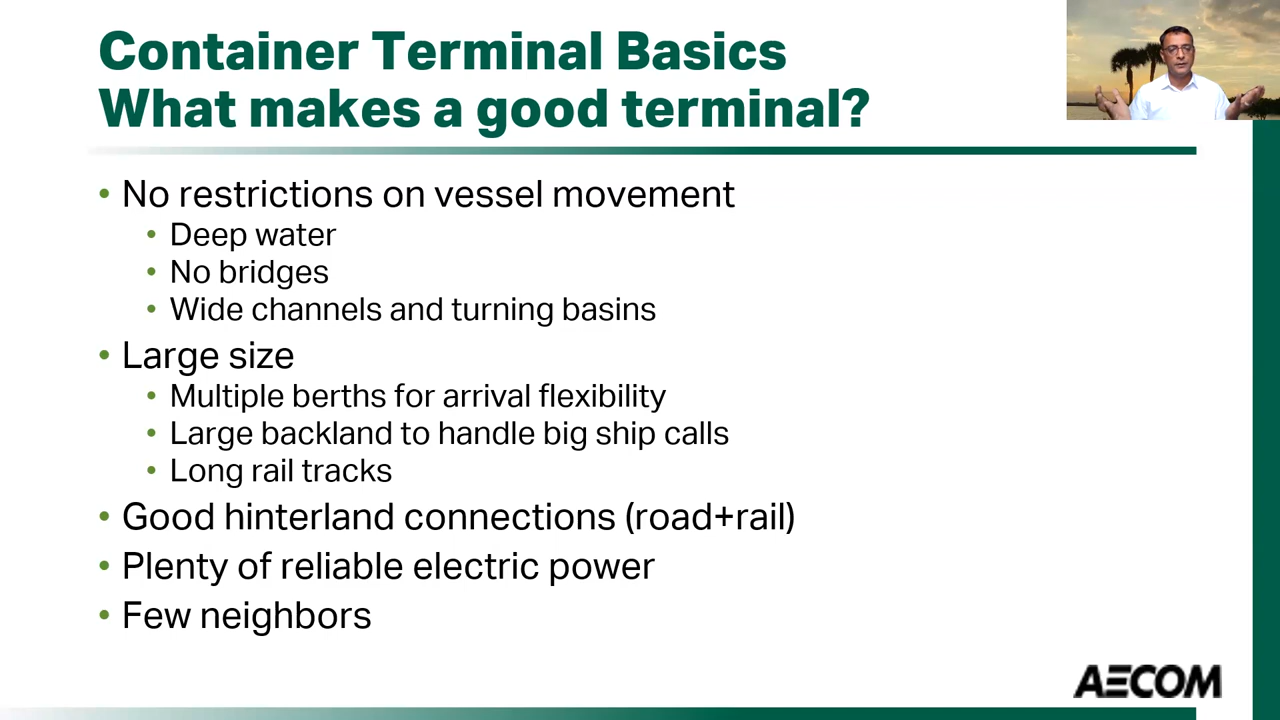 Container Terminal Basics
What makes a good terminal?
• No restrictions on vessel movement
• Deep water
• No bridges
• Wide channels and turning basins
• Large size
• Multiple berths for arrival flexibility
• Large backland to handle big ship calls
• Long rail tracks
• Good hinterland connections (road+rail)
• Plenty of reliable electric power
• Few neighbors
AECOM